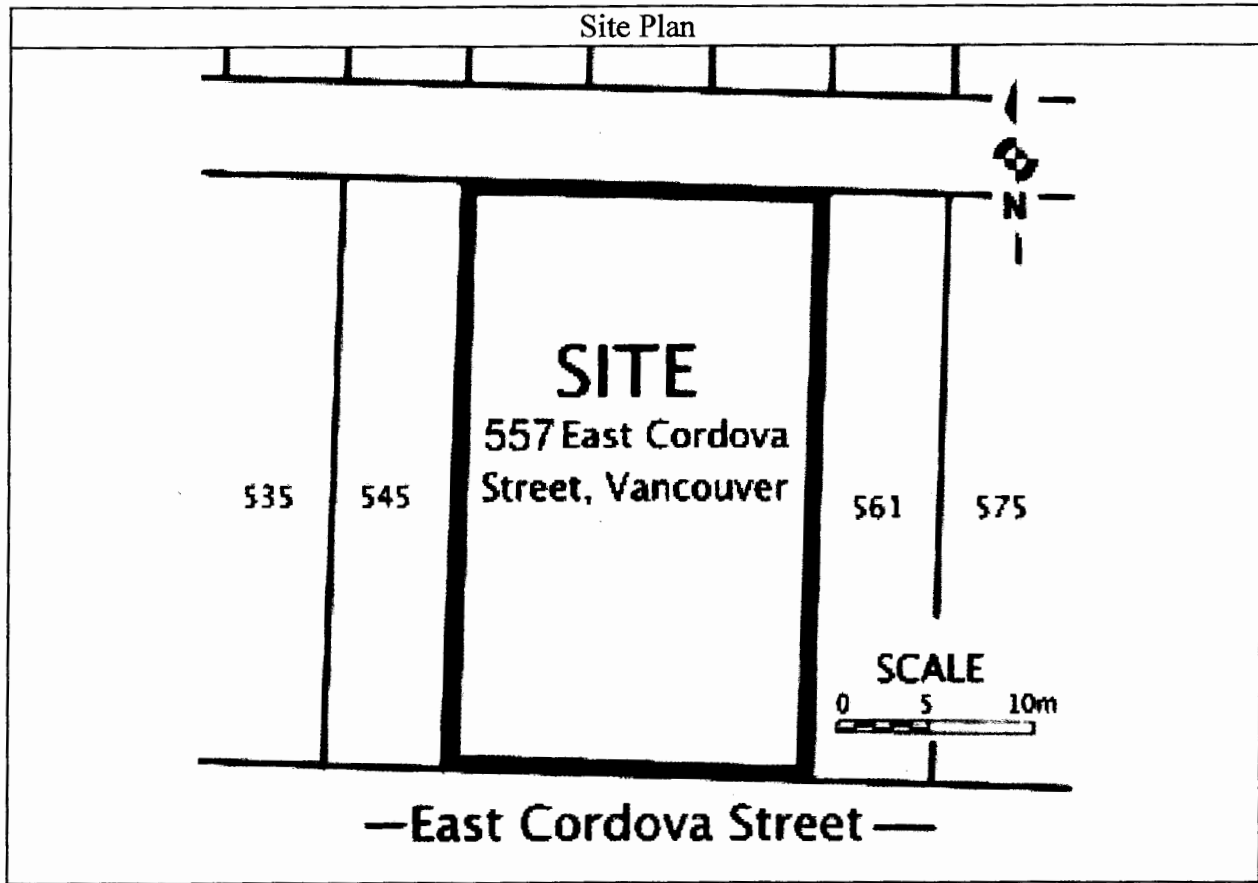 Site Plan
N
SITE
557 East Cordova
Street, Vancouver
535
545
561
575
SCALE
0 5 10m
—East Cordova Street—